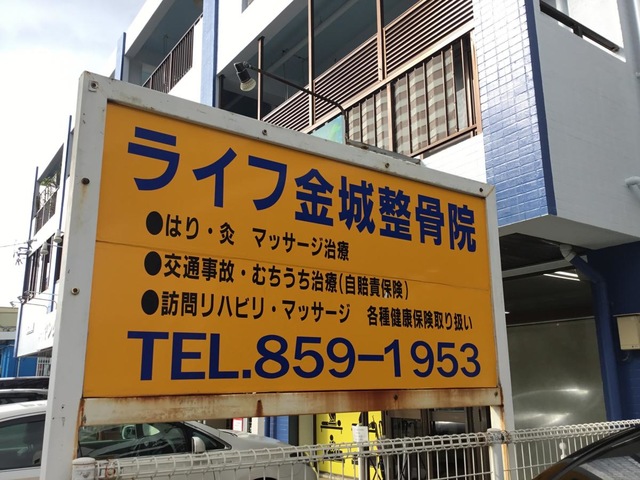 ライフ金城整骨院
●はり・灸 マッサージ治療
●交通事故・むちうち治療(自賠責保険)
●訪問リハビリ・マッサージ 各種健康保険取り扱い
TEL.859-1953